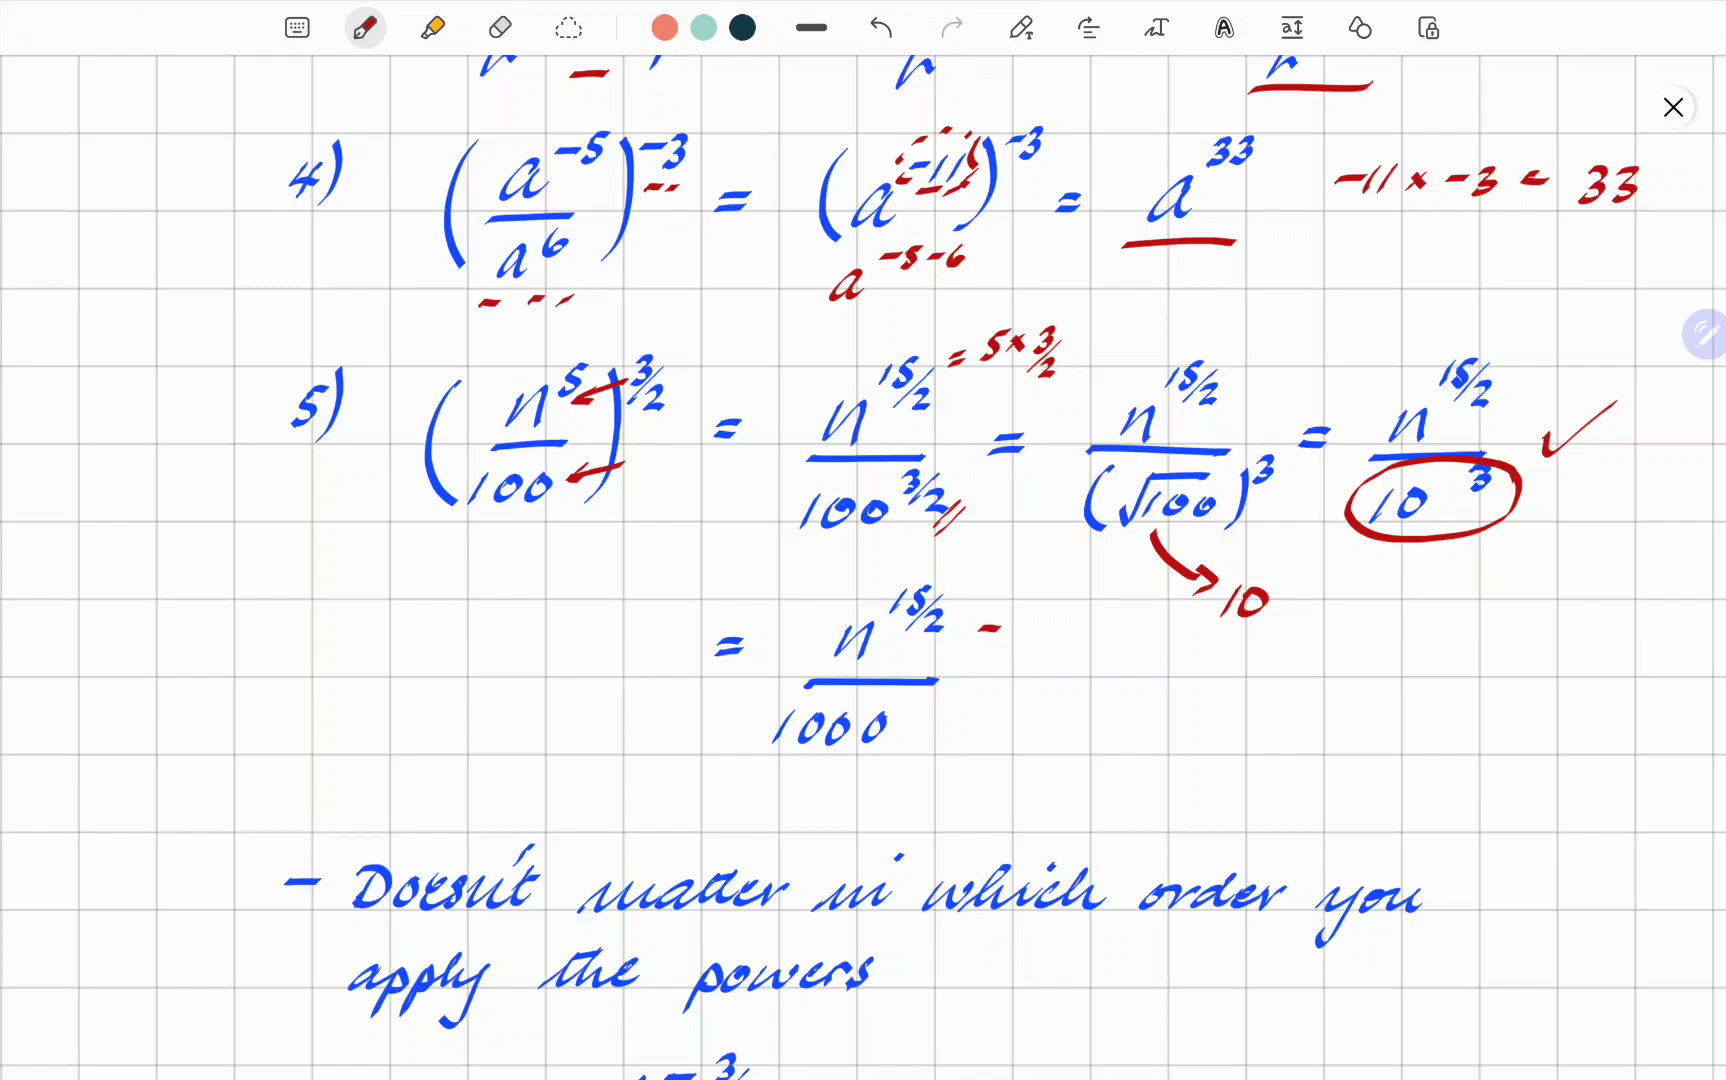 4) (a^-5 / a^6)^-3 = (a^-11)^-3 = a^33 -11 × -3 = 33
a^-5-6
5) (n^5 / 100)^3/2 = n^15/2 / 100^3/2 = n^15/2 / (√100)^3 = n^15/2 / 10^3 ✓
= 5 × 3/2
10
= n^15/2 / 1000
- Doesn't matter in which order you
apply the powers